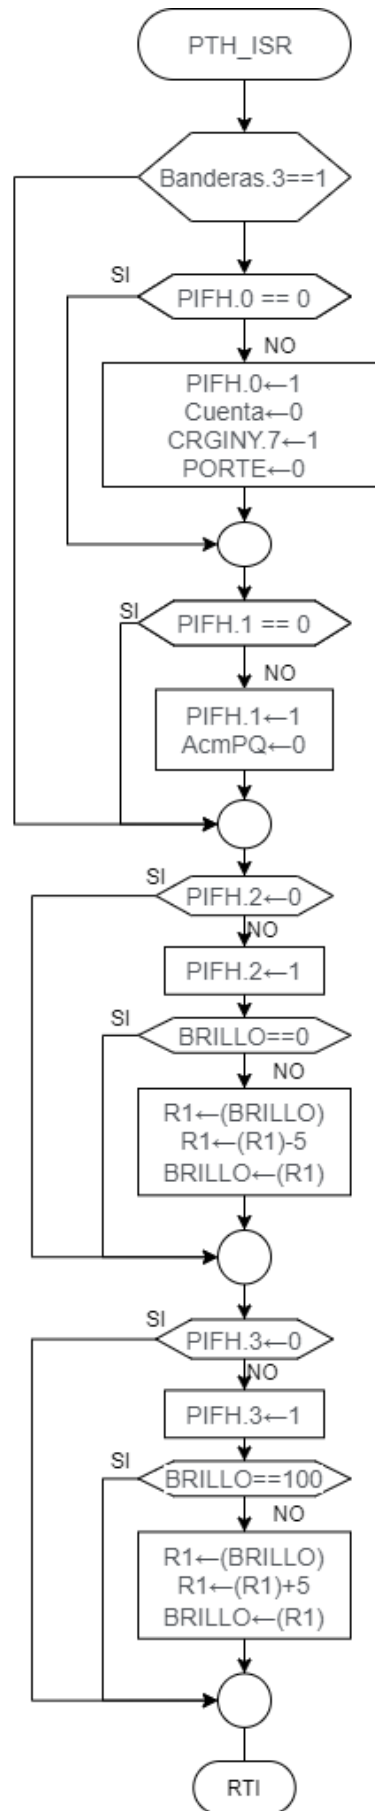 PTH_ISR
Banderas.3==1
SI
PIFH.0 == 0
NO
PIFH.0←1
Cuenta←0
CRGINY.7←1
PORTE←0
SI
PIFH.1 == 0
NO
PIFH.1←1
AcmPQ←0
SI
PIFH.2←0
NO
PIFH.2←1
SI
BRILLO==0
NO
R1←(BRILLO)
R1←(R1)-5
BRILLO←(R1)
SI
PIFH.3←0
NO
PIFH.3←1
SI
BRILLO==100
NO
R1←(BRILLO)
R1←(R1)+5
BRILLO←(R1)
RTI